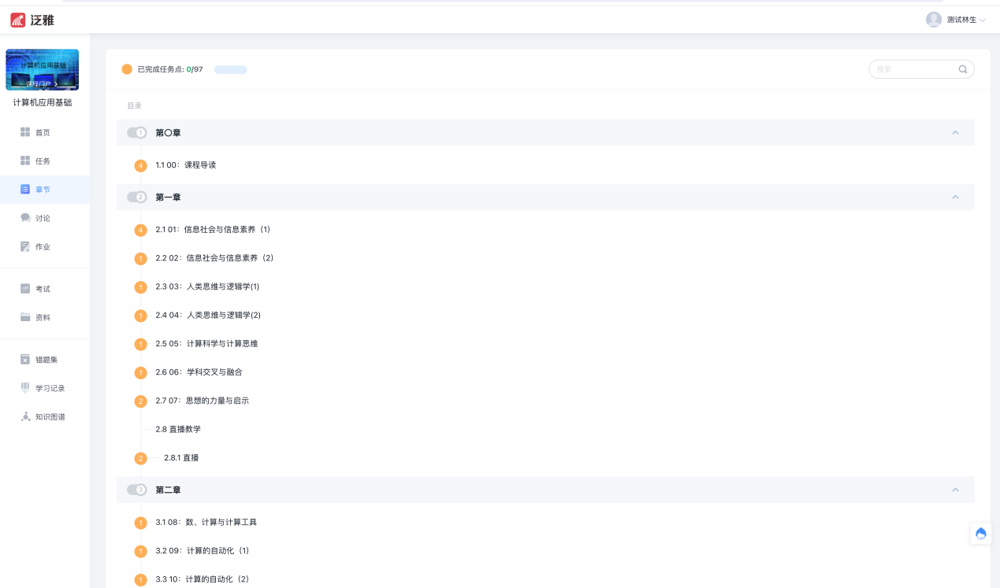 泛雅
测试林生
计算机应用基础
课程门户
计算机应用基础
首页
任务
章节
讨论
作业
考试
资料
错题集
学习记录
知识图谱
已完成任务点: 0/97
搜索
目录
1 第〇章
4 1.1 00：课程导读
2 第一章
4 2.1 01：信息社会与信息素养（1）
1 2.2 02：信息社会与信息素养（2）
1 2.3 03：人类思维与逻辑学(1)
1 2.4 04：人类思维与逻辑学(2)
1 2.5 05：计算科学与计算思维
1 2.6 06：学科交叉与融合
2 2.7 07：思想的力量与启示
2.8 直播教学
2 2.8.1 直播
3 第二章
1 3.1 08：数、计算与计算工具
1 3.2 09：计算的自动化（1）
1 3.3 10：计算的自动化（2）